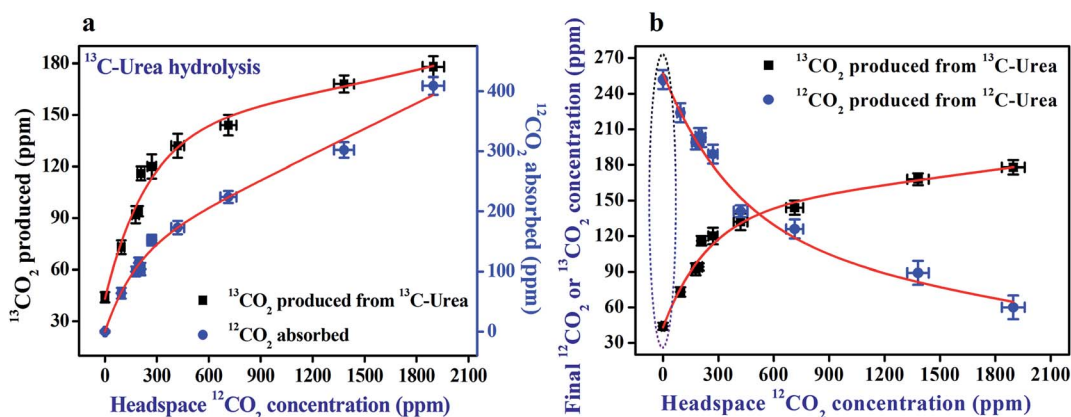 a
¹³C-Urea hydrolysis
¹³CO₂ produced (ppm)
180
150
120
90
60
30
400
300
200
100
0
¹²CO₂ absorbed
(ppm)
¹³CO₂ produced from ¹³C-Urea
¹²CO₂ absorbed
0 300 600 900 1200 1500 1800 2100
Headspace ¹²CO₂ concentration (ppm)
b
Final ¹²CO₂ or ¹³CO₂ concentration (ppm)
270
240
210
180
150
120
90
60
30
¹³CO₂ produced from ¹³C-Urea
¹²CO₂ produced from ¹²C-Urea
0 300 600 900 1200 1500 1800 2100
Headspace ¹²CO₂ concentration (ppm)